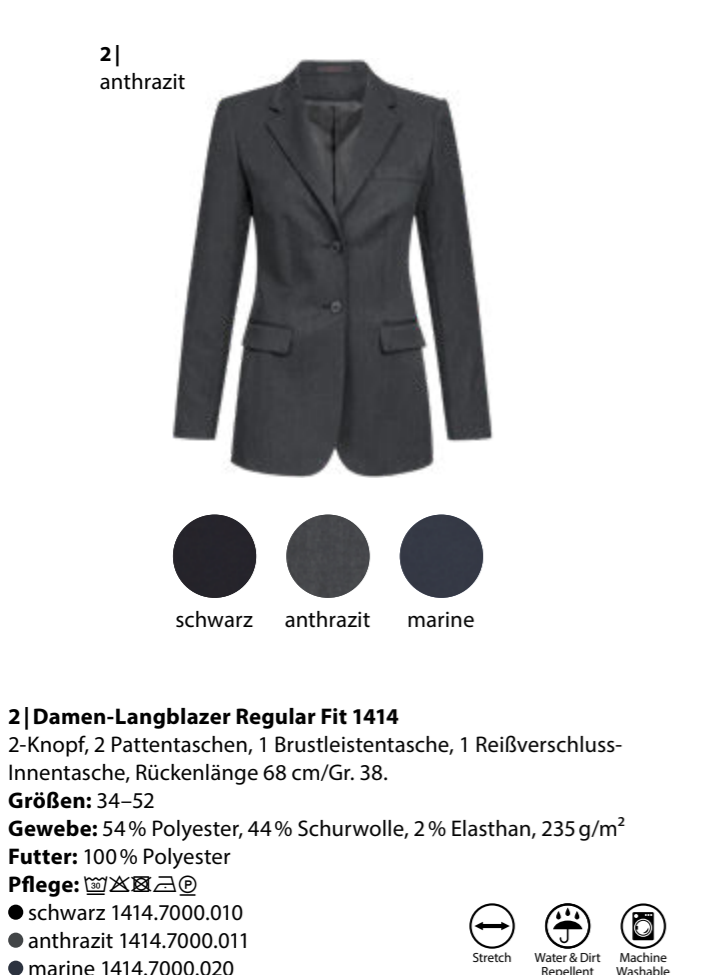 2|
anthrazit
schwarz anthrazit marine
2|Damen-Langblazer Regular Fit 1414
2-Knopf, 2 Pattentaschen, 1 Brustleistentasche, 1 Reißverschluss-
Innentasche, Rückenlänge 68 cm/Gr. 38.
Größen: 34–52
Gewebe: 54% Polyester, 44% Schurwolle, 2% Elasthan, 235 g/m²
Futter: 100% Polyester
Pflege: 30 P
schwarz 1414.7000.010
anthrazit 1414.7000.011
marine 1414.7000.020
Stretch
Water & Dirt
Repellent
Machine
Washable